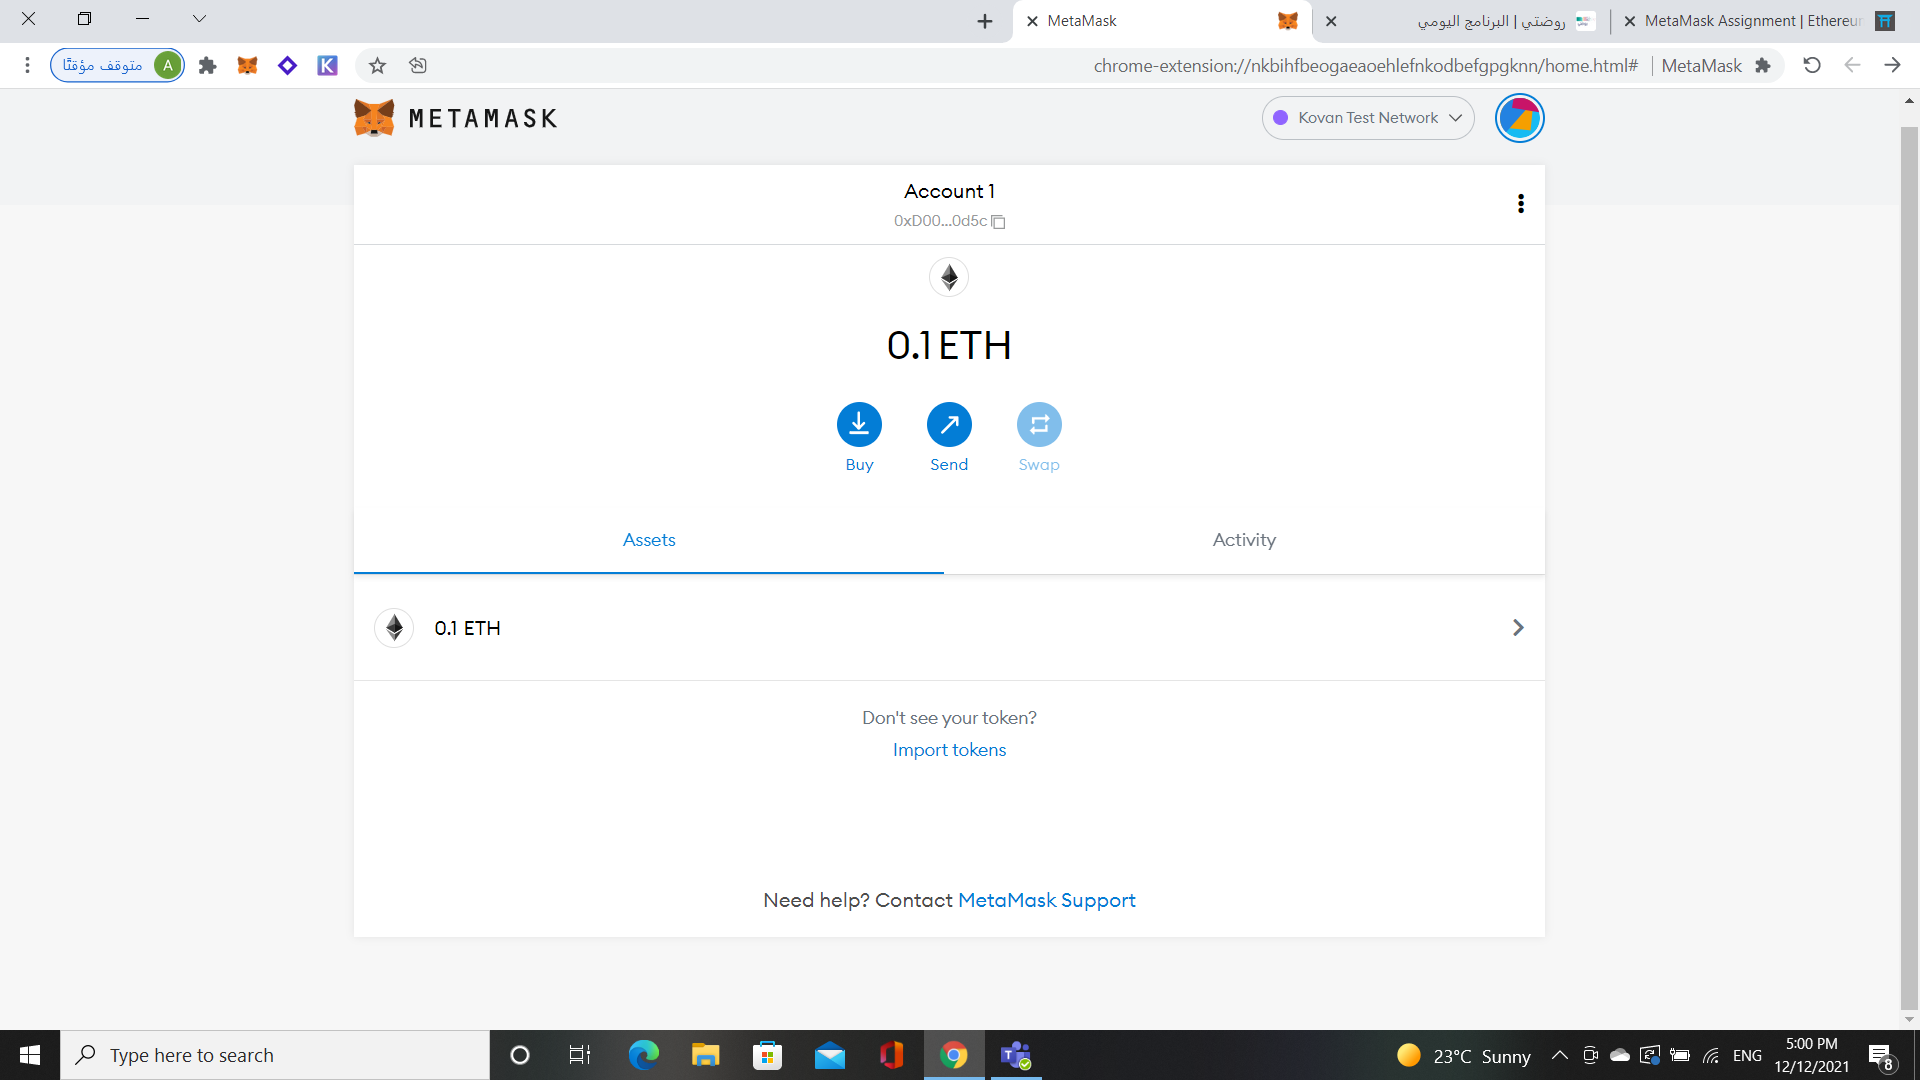 MetaMask
روضتي | البرنامج اليومي
MetaMask Assignment | Ethereu
متوقف مؤقتًا
A
K
chrome-extension://nkbihfbeogaeaoehlefnkodbefgpgknn/home.html#
MetaMask
METAMASK
Kovan Test Network
Account 1
0xD00...0d5c
0.1 ETH
Buy
Send
Swap
Assets
Activity
0.1 ETH
Don't see your token?
Import tokens
Need help? Contact MetaMask Support
Type here to search
23°C Sunny
ENG
5:00 PM
12/12/2021
8